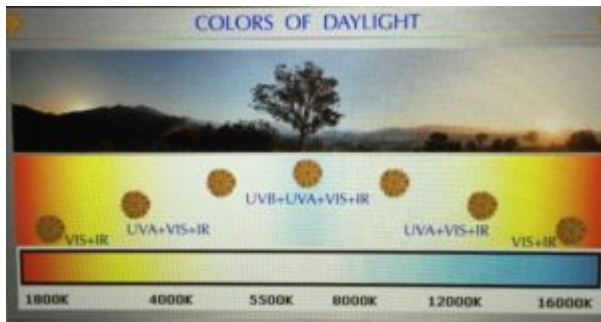 COLORS OF DAYLIGHT
UVB+UVA+VIS+IR
UVA+VIS+IR
UVA+VIS+IR
VIS+IR
VIS+IR
1800K 4000K 5500K 8000K 12000K 16000K